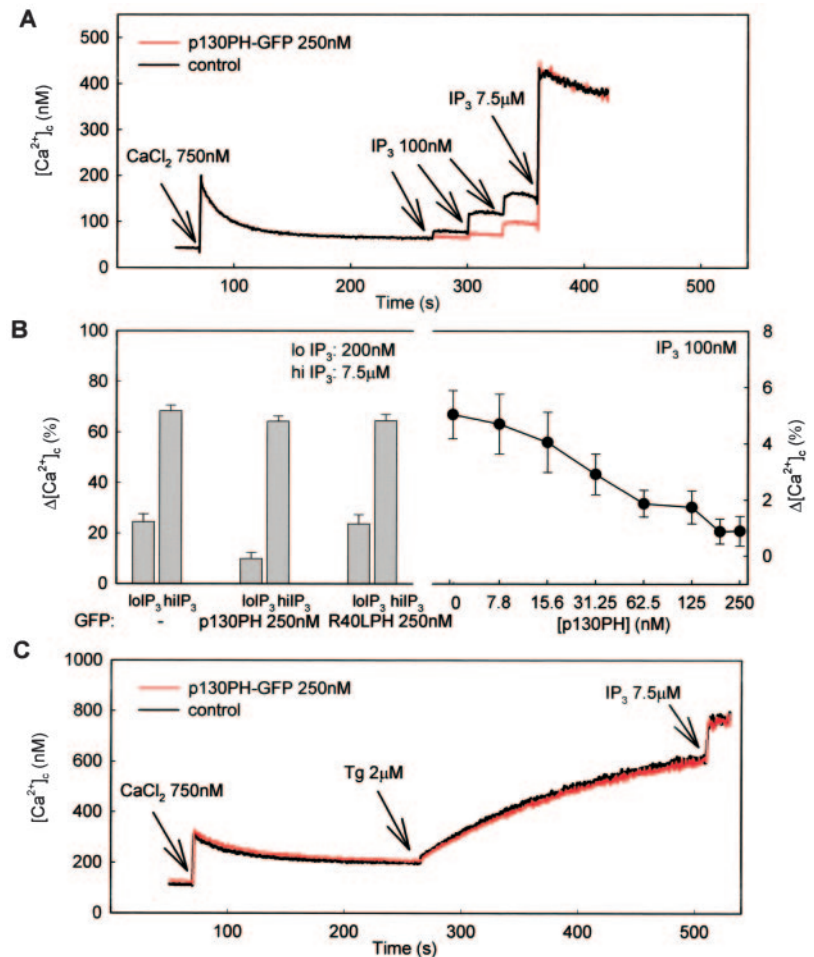 A
p130PH-GFP 250nM
control
[Ca²⁺]c (nM)
550
500
400
300
200
100
0
CaCl₂ 750nM
IP₃ 100nM
IP₃ 7.5μM
100 200 300 400 500
Time (s)
B
Δ[Ca²⁺]c (%)
100
80
60
40
20
0
lo IP₃: 200nM
hi IP₃: 7.5μM
loIP₃ hiIP₃ loIP₃ hiIP₃ loIP₃ hiIP₃
GFP: - p130PH 250nM R40LPH 250nM
IP₃ 100nM
8
6
4
2
0
Δ[Ca²⁺]c (%)
0 7.8 15.6 31.25 62.5 125 250
[p130PH] (nM)
C
p130PH-GFP 250nM
control
[Ca²⁺]c (nM)
1000
800
600
400
200
0
CaCl₂ 750nM
Tg 2μM
IP₃ 7.5μM
100 200 300 400 500
Time (s)